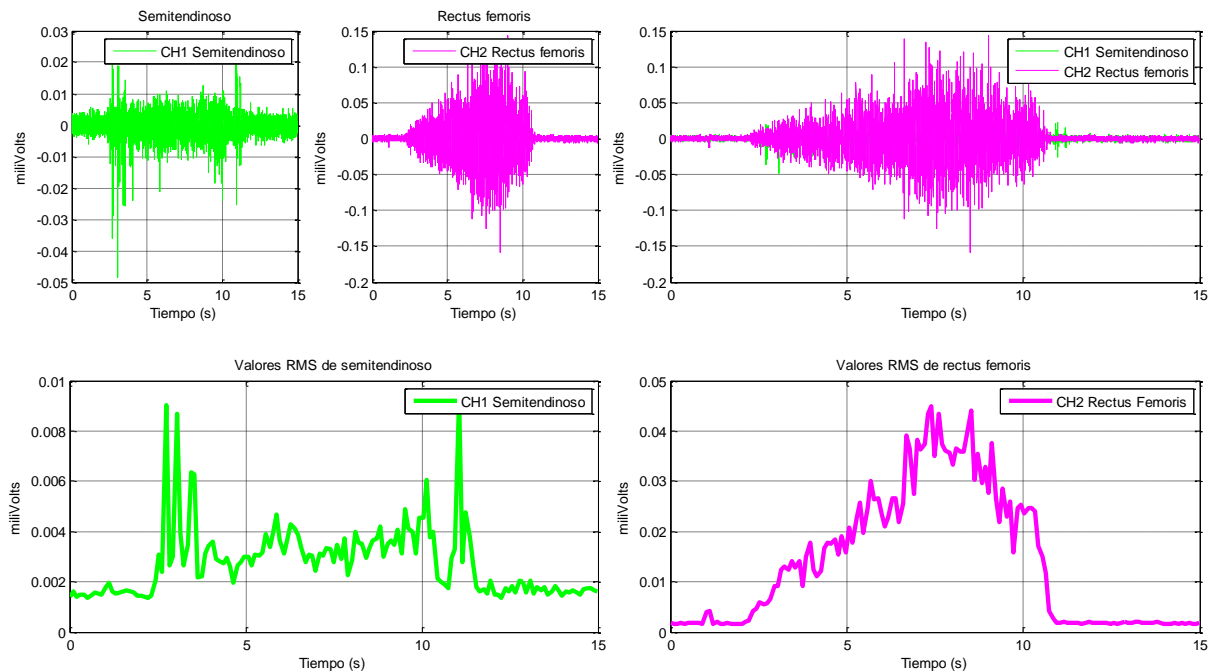 Semitendinoso
0.03
0.02
0.01
0
-0.01
-0.02
-0.03
-0.04
-0.05
miliVolts
0
5
10
15
Tiempo (s)
CH1 Semitendinoso
Rectus femoris
0.15
0.1
0.05
0
-0.05
-0.1
-0.15
-0.2
miliVolts
0
5
10
15
Tiempo (s)
CH2 Rectus femoris
0.15
0.1
0.05
0
-0.05
-0.1
-0.15
-0.2
miliVolts
0
5
10
15
Tiempo (s)
CH1 Semitendinoso
CH2 Rectus femoris
Valores RMS de semitendinoso
0.01
0.008
0.006
0.004
0.002
0
miliVolts
0
5
10
15
Tiempo (s)
CH1 Semitendinoso
Valores RMS de rectus femoris
0.05
0.04
0.03
0.02
0.01
0
miliVolts
0
5
10
15
Tiempo (s)
CH2 Rectus Femoris